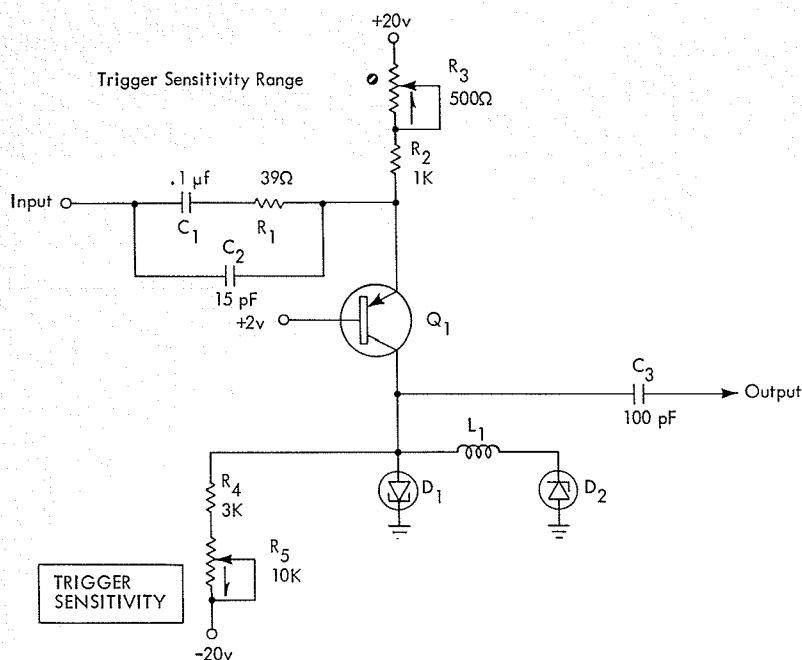 +20v
Trigger Sensitivity Range
R3
500Ω
R2
1K
.1 µf
39Ω
Input
C1
R1
C2
15 pF
+2v
Q1
C3
Output
100 pF
L1
R4
3K
D1
D2
R5
10K
TRIGGER
SENSITIVITY
-20v